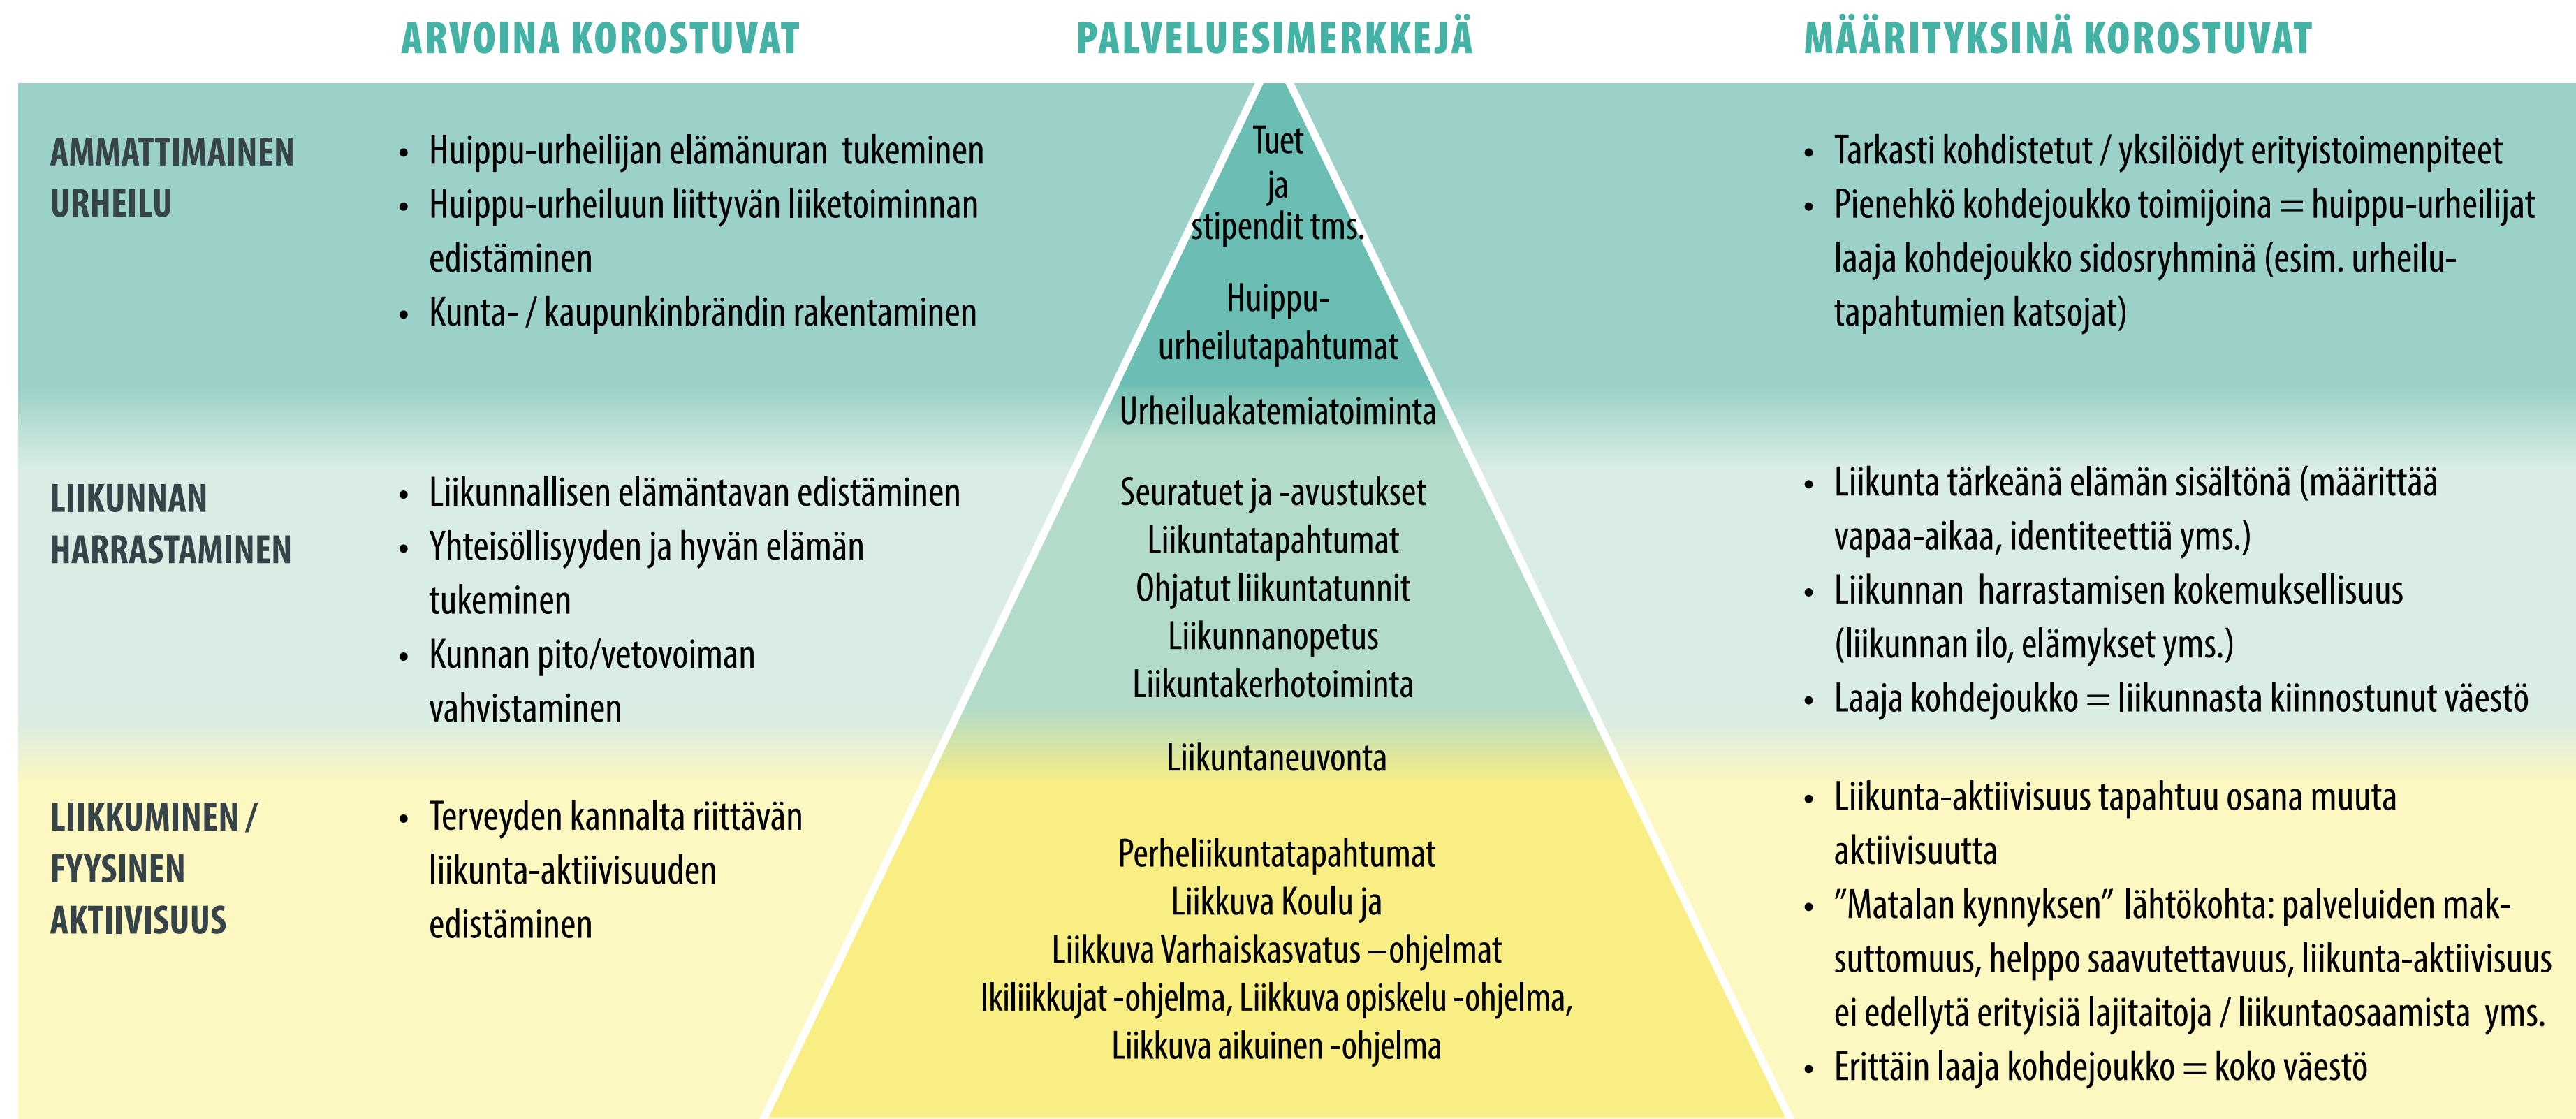 ARVOINA KOROSTUVAT
PALVELUESIMERKKEJÄ
MÄÄRITYKSINÄ KOROSTUVAT
AMMATTIMAINEN
URHEILU
• Huippu-urheilijan elämänuran tukeminen
• Huippu-urheiluun liittyvän liiketoiminnan
edistäminen
• Kunta- / kaupunkinbrändin rakentaminen
Tuet
ja
stipendit tms.
Huippu-
urheilutapahtumat
Urheiluakatemiatoiminta
• Tarkasti kohdistetut / yksilöidyt erityistoimenpiteet
• Pienehkö kohdejoukko toimijoina = huippu-urheilijat
laaja kohdejoukko sidosryhminä (esim. urheilu-
tapahtumien katsojat)
LIIKUNNAN
HARRASTAMINEN
• Liikunnallisen elämäntavan edistäminen
• Yhteisöllisyyden ja hyvän elämän
tukeminen
• Kunnan pito/vetovoiman
vahvistaminen
Seuratuet ja -avustukset
Liikuntatapahtumat
Ohjatut liikuntatunnit
Liikunnanopetus
Liikuntakerhotoiminta
Liikuntaneuvonta
• Liikunta tärkeänä elämän sisältönä (määrittää
vapaa-aikaa, identiteettiä yms.)
• Liikunnan harrastamisen kokemuksellisuus
(liikunnan ilo, elämykset yms.)
• Laaja kohdejoukko = liikunnasta kiinnostunut väestö
LIIKKUMINEN /
FYYSINEN
AKTIIVISUUS
• Terveyden kannalta riittävän
liikunta-aktiivisuuden
edistäminen
Perheliikuntatapahtumat
Liikkuva Koulu ja
Liikkuva Varhaiskasvatus –ohjelmat
Ikiliikkujat -ohjelma, Liikkuva opiskelu -ohjelma,
Liikkuva aikuinen -ohjelma
• Liikunta-aktiivisuus tapahtuu osana muuta
aktiivisuutta
• ”Matalan kynnyksen” lähtökohta: palveluiden mak-
suttomuus, helppo saavutettavuus, liikunta-aktiivisuus
ei edellytä erityisiä lajitaitoja / liikuntaosaamista yms.
• Erittäin laaja kohdejoukko = koko väestö